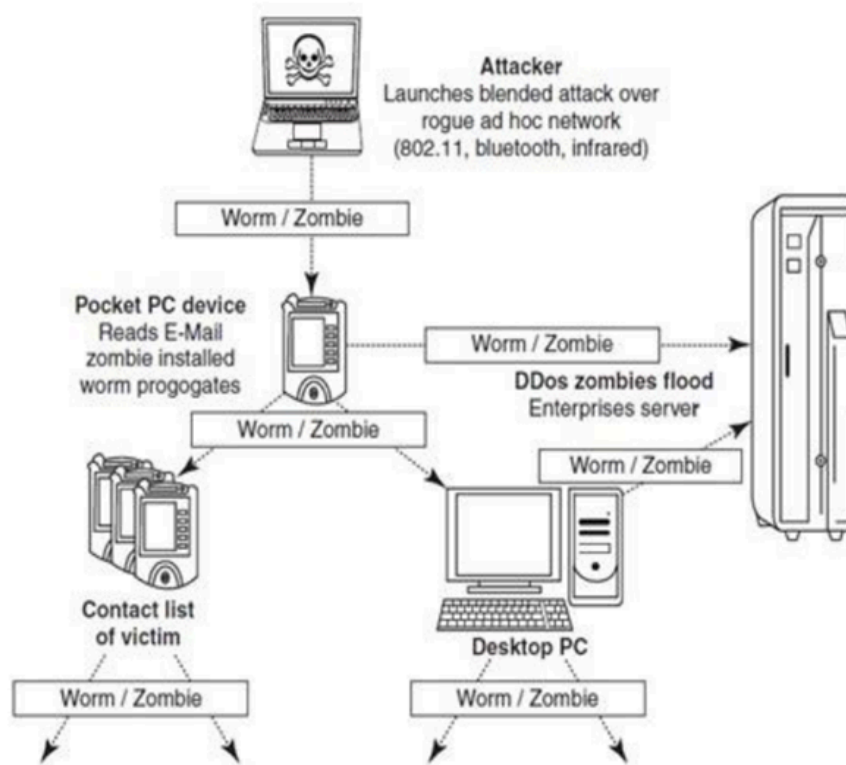 Attacker
Launches blended attack over
rogue ad hoc network
(802.11, bluetooth, infrared)
Worm / Zombie
Pocket PC device
Reads E-Mail
zombie installed
worm progogates
Worm / Zombie
DDos zombies flood
Enterprises server
Worm / Zombie
Worm / Zombie
Contact list
of victim
Desktop PC
Worm / Zombie
Worm / Zombie